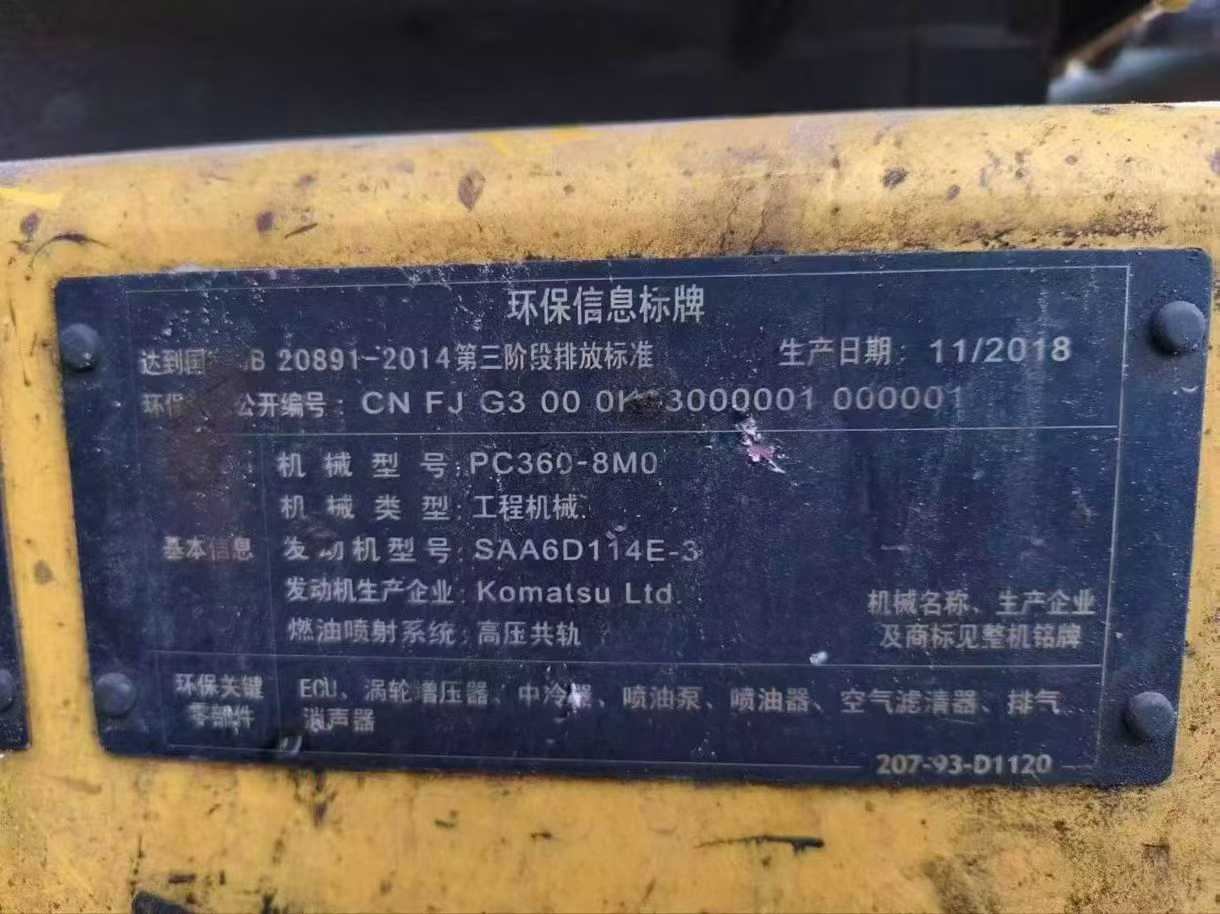 环保信息标牌
达到国 B 20891-2014第三阶段排放标准 生产日期: 11/2018
环保 公开编号: CN FJ G3 00 3000001 000001
机械型号: PC360-8M0
机械类型: 工程机械
基本信息 发动机型号: SAA6D114E-3
发动机生产企业: Komatsu Ltd.
机械名称、生产企业
燃油喷射系统: 高压共轨 及商标见整机铭牌
环保关键 ECU、涡轮增压器、中冷器、喷油泵、喷油器、空气滤清器、排气
零部件 消声器
207-93-D1120